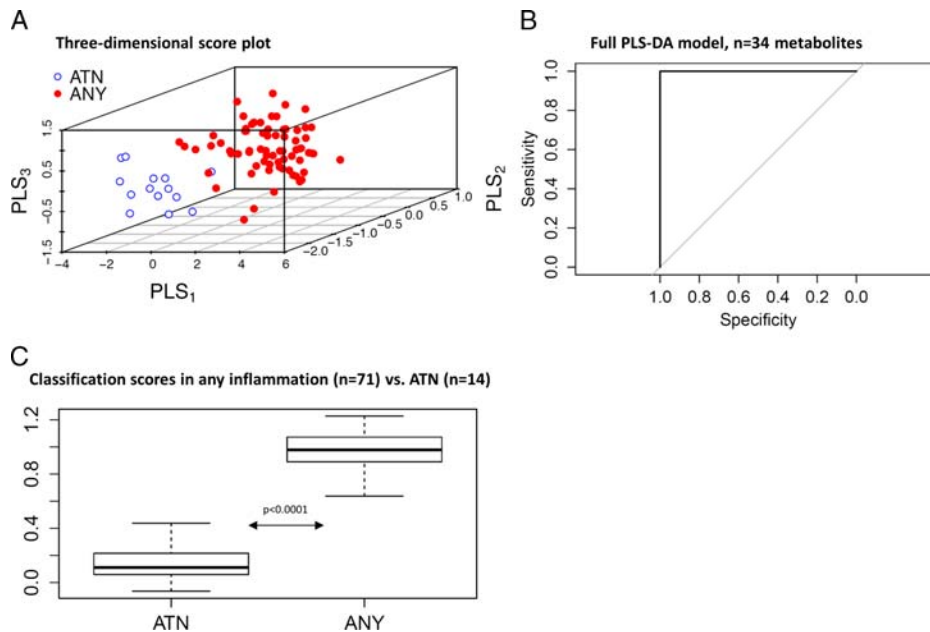 A
Three-dimensional score plot
ATN
ANY
1.5
0.5
-0.5
-1.5
PLS3
-4
-2
0
2
4
6
PLS1
-2.0
-1.5
-1.0
-0.5
0.0
0.5
1.0
PLS2
B
Full PLS-DA model, n=34 metabolites
1.0
0.8
0.6
0.4
0.2
0.0
Sensitivity
1.0 0.8 0.6 0.4 0.2 0.0
Specificity
C
Classification scores in any inflammation (n=71) vs. ATN (n=14)
1.2
0.8
0.4
0.0
p<0.0001
ATN ANY